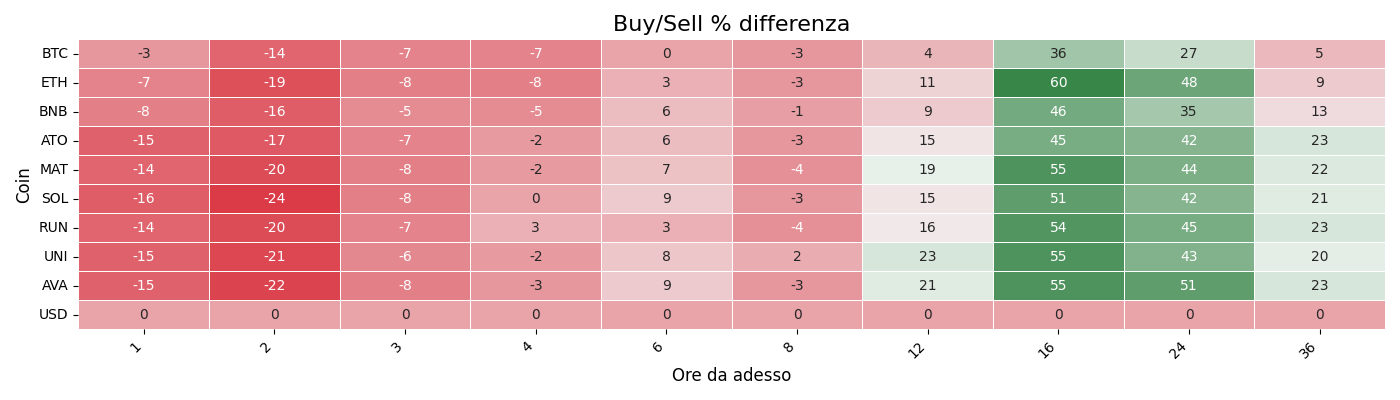 Buy/Sell % differenza
Coin
BTC -3 -14 -7 -7 0 -3 4 36 27 5
ETH -7 -19 -8 -8 3 -3 11 60 48 9
BNB -8 -16 -5 -5 6 -1 9 46 35 13
ATO -15 -17 -7 -2 6 -3 15 45 42 23
MAT -14 -20 -8 -2 7 -4 19 55 44 22
SOL -16 -24 -8 0 9 -3 15 51 42 21
RUN -14 -20 -7 3 3 -4 16 54 45 23
UNI -15 -21 -6 -2 8 2 23 55 43 20
AVA -15 -22 -8 -3 9 -3 21 55 51 23
USD 0 0 0 0 0 0 0 0 0 0
1 2 3 4 6 8 12 16 24 36
Ore da adesso